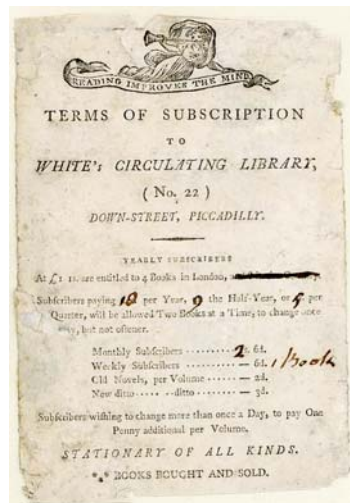 READING IMPROVES THE MIND
TERMS OF SUBSCRIPTION
TO
WHITE's CIRCULATING LIBRARY,
( No. 22 )
DOWN-STREET, PICCADILLY.
YEARLY SUBSCRIBERS
At £1 1s. are entitled to 4 Books in London,
Subscribers paying 18 per Year, 9 the Half-Year, or 5 per
Quarter, will be allowed Two Books at a Time, to change once
but not oftener.
Monthly Subscribers .......... 2s. 6d.
Weekly Subscribers .......... — 6d. 1 Book
Old Novels, per Volume ....... — 2d.
New ditto...... ..ditto ........ — 3d.
Subscribers wishing to change more than once a Day, to pay One
Penny additional per Volume.
STATIONARY OF ALL KINDS.
*** BOOKS BOUGHT AND SOLD.